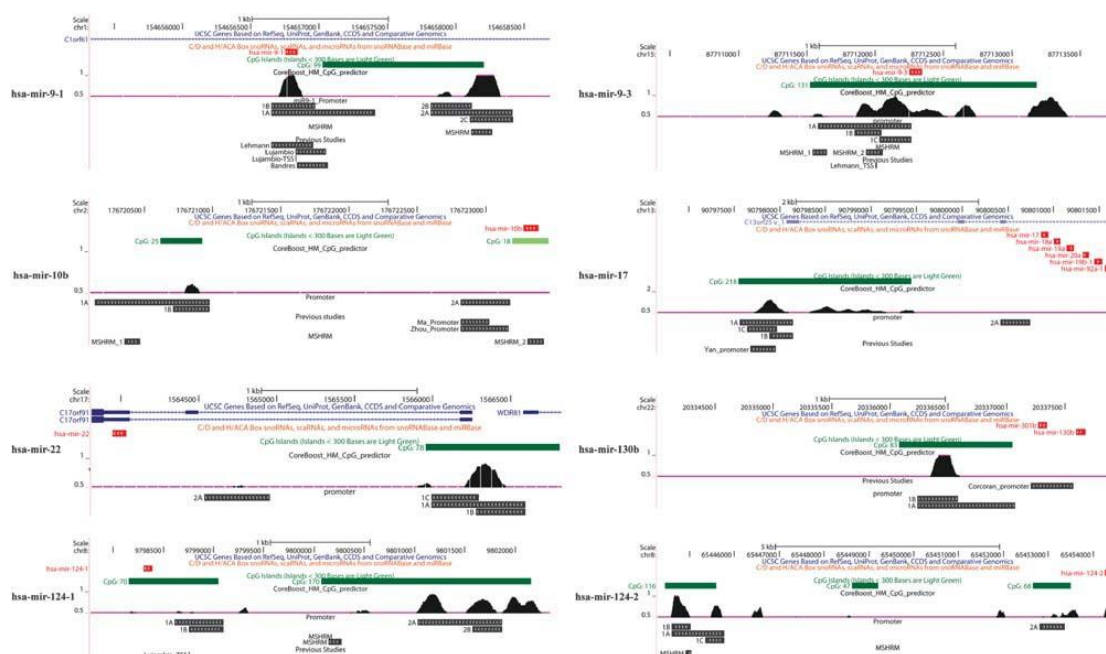 hsa-mir-9-1
Scale
chr1:
1 kb
154655000 154656000 154656500 154657000 154657500 154658000 154658500
UCSC Genes Based on RefSeq, UniProt, GenBank, CCDS and Comparative Genomics
C1orf61
C/D and H/ACA Box snoRNAs, scaRNAs, and microRNAs from snoRNABase and miRBase
hsa-mir-9-1
CpG Islands (Islands < 300 Bases are Light Green)
CpG: 99
CoreBoost_HM_CpG_predictor
1
0.5
miR9-1_Promoter
1B 2B
1A 2A
2C
MSHRM
MSHRM
Previous Studies
Lehmann
Lujambio
Lujambio-TSS
Bandres
hsa-mir-9-3
Scale
chr15:
1 kb
87711000 87711500 87712000 87712500 87713000 87713500
UCSC Genes Based on RefSeq, UniProt, GenBank, CCDS and Comparative Genomics
C/D and H/ACA Box snoRNAs, scaRNAs, and microRNAs from snoRNABase and miRBase
hsa-mir-9-3
CpG Islands (Islands < 300 Bases are Light Green)
CpG: 131
CoreBoost_HM_CpG_predictor
1
0.5
promoter
1A
1B
1C
MSHRM
MSHRM_1 MSHRM_2
Previous Studies
Lehmann_TSS
hsa-mir-10b
Scale
chr2:
1 kb
176720500 176721000 176721500 176722000 176722500 176723000
UCSC Genes Based on RefSeq, UniProt, GenBank, CCDS and Comparative Genomics
C/D and H/ACA Box snoRNAs, scaRNAs, and microRNAs from snoRNABase and miRBase
hsa-mir-10b
CpG Islands (Islands < 300 Bases are Light Green)
CpG: 25 CpG: 18
CoreBoost_HM_CpG_predictor
1
0.5
Promoter
1A 2A
1B
Previous studies
Ma_Promoter
Zhou_Promoter
MSHRM
MSHRM_1 MSHRM_2
hsa-mir-17
Scale
chr13:
2 kb
90797500 90798000 90798500 90799000 90799500 90800000 90800500 90801000 90801500
UCSC Genes Based on RefSeq, UniProt, GenBank, CCDS and Comparative Genomics
C/D and H/ACA Box snoRNAs, scaRNAs, and microRNAs from snoRNABase and miRBase
hsa-mir-17
hsa-mir-18a
hsa-mir-19a
hsa-mir-20a
hsa-mir-19b-1
hsa-mir-92a-1
CpG Islands (Islands < 300 Bases are Light Green)
CpG: 218
CoreBoost_HM_CpG_predictor
2
0.5
promoter
1A 2A
1C
1B
Previous Studies
Yan_promoter
hsa-mir-22
Scale
chr17:
1 kb
1564500 1565000 1565500 1566000 1566500
UCSC Genes Based on RefSeq, UniProt, GenBank, CCDS and Comparative Genomics
C17orf91 WDR81
C17orf91
C/D and H/ACA Box snoRNAs, scaRNAs, and microRNAs from snoRNABase and miRBase
hsa-mir-22
CpG Islands (Islands < 300 Bases are Light Green)
CpG: 78
CoreBoost_HM_CpG_predictor
1
0.5
promoter
2A 1C
1A
1B
hsa-mir-130b
Scale
chr22:
1 kb
20334500 20335000 20335500 20336000 20336500 20337000 20337500
UCSC Genes Based on RefSeq, UniProt, GenBank, CCDS and Comparative Genomics
C/D and H/ACA Box snoRNAs, scaRNAs, and microRNAs from snoRNABase and miRBase
hsa-mir-301b
hsa-mir-130b
CpG Islands (Islands < 300 Bases are Light Green)
CpG: 83
CoreBoost_HM_CpG_predictor
1
0.5
Previous Studies
Corcoran_promoter
promoter
1B
1A
hsa-mir-124-1
Scale
chr8:
1 kb
9798500 9799000 9799500 9800000 9800500 9801000 9801500 9802000
UCSC Genes Based on RefSeq, UniProt, GenBank, CCDS and Comparative Genomics
C/D and H/ACA Box snoRNAs, scaRNAs, and microRNAs from snoRNABase and miRBase
hsa-mir-124-1
CpG Islands (Islands < 300 Bases are Light Green)
CpG: 70 CpG: 170
CoreBoost_HM_CpG_predictor
1
0.5
Promoter
1A 2A
1B 2B
MSHRM
MSHRM
Previous Studies
hsa-mir-124-2
Scale
chr8:
5 kb
65446000 65447000 65448000 65449000 65450000 65451000 65452000 65453000 65454000
UCSC Genes Based on RefSeq, UniProt, GenBank, CCDS and Comparative Genomics
C/D and H/ACA Box snoRNAs, scaRNAs, and microRNAs from snoRNABase and miRBase
hsa-mir-124-2
CpG Islands (Islands < 300 Bases are Light Green)
CpG: 116 CpG: 47 CpG: 66
CoreBoost_HM_CpG_predictor
1
0.5
Promoter
1B 2A
1A
1C
MSHRM
MSHRM